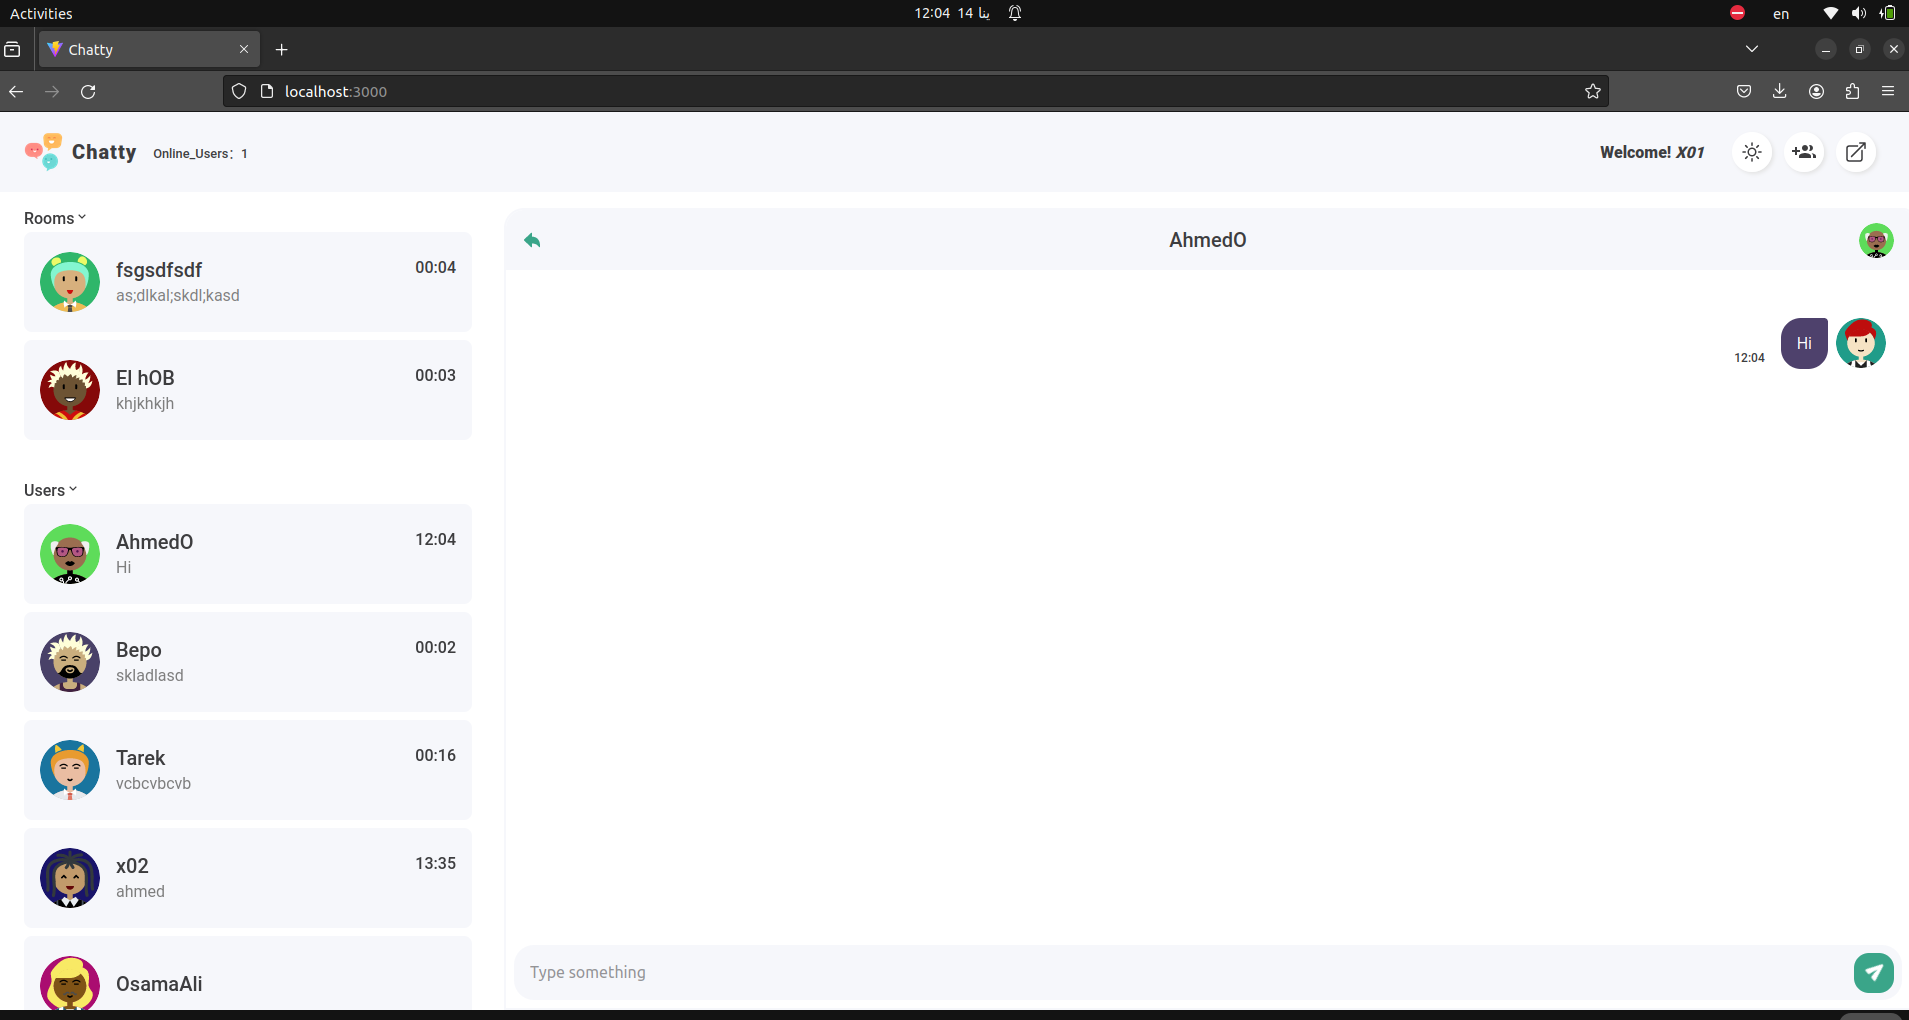 Activities
12:04 14 ينا
en
Chatty
localhost:3000
Chatty
Online_Users: 1
Welcome! X01
Rooms
fsgsdfsdf
00:04
as;dlkal;skdl;kasd
El hOB
00:03
khjkhkjh
Users
AhmedO
12:04
Hi
Bepo
00:02
skladlasd
Tarek
00:16
vcbcvbcvb
x02
13:35
ahmed
OsamaAli
AhmedO
12:04
Hi
Type something